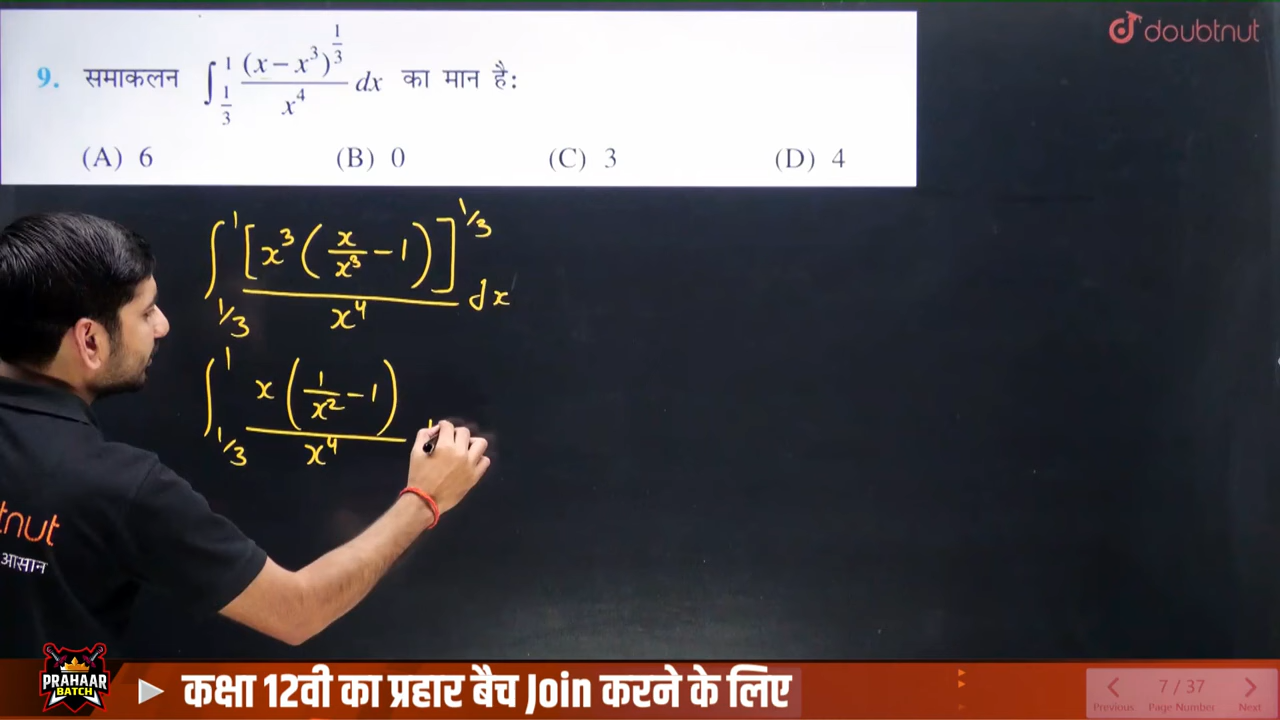 doubtnut
9. समाकलन ∫_{1/3}^{1} (x-x³)^{1/3} / x⁴ dx का मान है:
(A) 6 (B) 0 (C) 3 (D) 4
∫_{1/3}^{1} [x³(x/x³ - 1)]^{1/3} / x⁴ dx
∫_{1/3}^{1} x(1/x² - 1) / x⁴
tnut
आसान
PRAHAAR
BATCH
कक्षा 12वी का प्रहार बैच Join करने के लिए
7 / 37
Previous Page Number Next